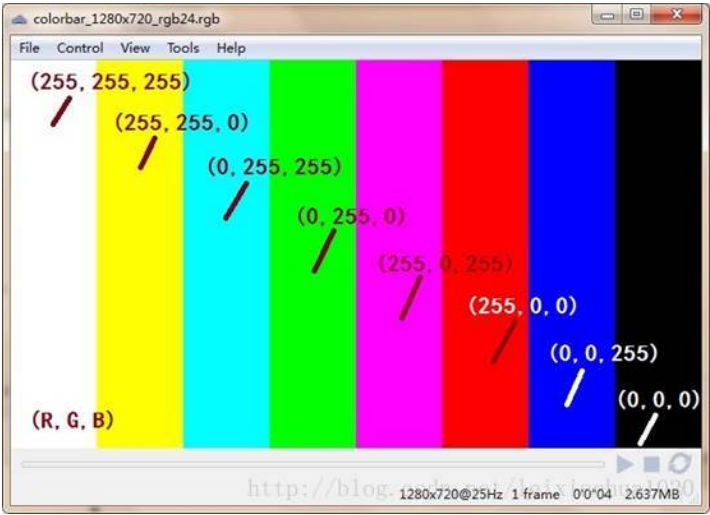 colorbar_1280x720_rgb24.rgb
File Control View Tools Help
(255, 255, 255)
(255, 255, 0)
(0, 255, 255)
(0, 255, 0)
(255, 0, 255)
(255, 0, 0)
(0, 0, 255)
(0, 0, 0)
(R, G, B)
http://blog.
1280x720@25Hz 1 frame 0'0"04 2.637MB